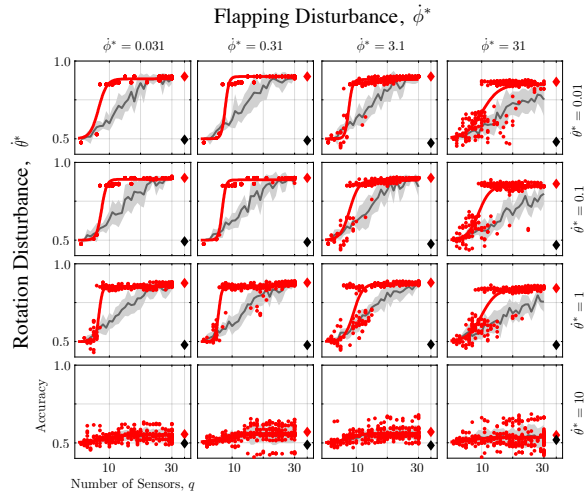 Flapping Disturbance, φ̇*
φ̇* = 0.031 φ̇* = 0.31 φ̇* = 3.1 φ̇* = 31
Rotation Disturbance, θ̇*
1.0
0.5
θ̇* = 0.01
1.0
0.5
θ̇* = 0.1
1.0
0.5
θ̇* = 1
1.0
Accuracy
0.5
θ̇* = 10
10 30 10 30 10 30 10 30
Number of Sensors, q